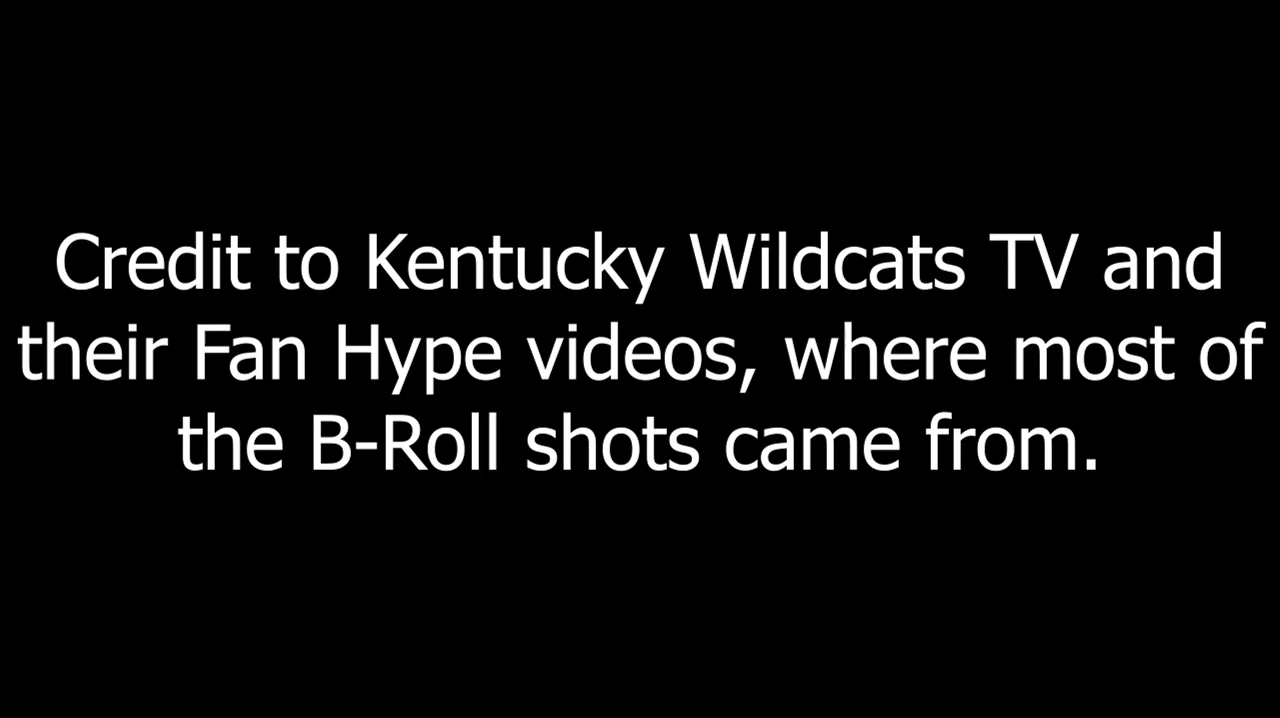 Credit to Kentucky Wildcats TV and
their Fan Hype videos, where most of
the B-Roll shots came from.